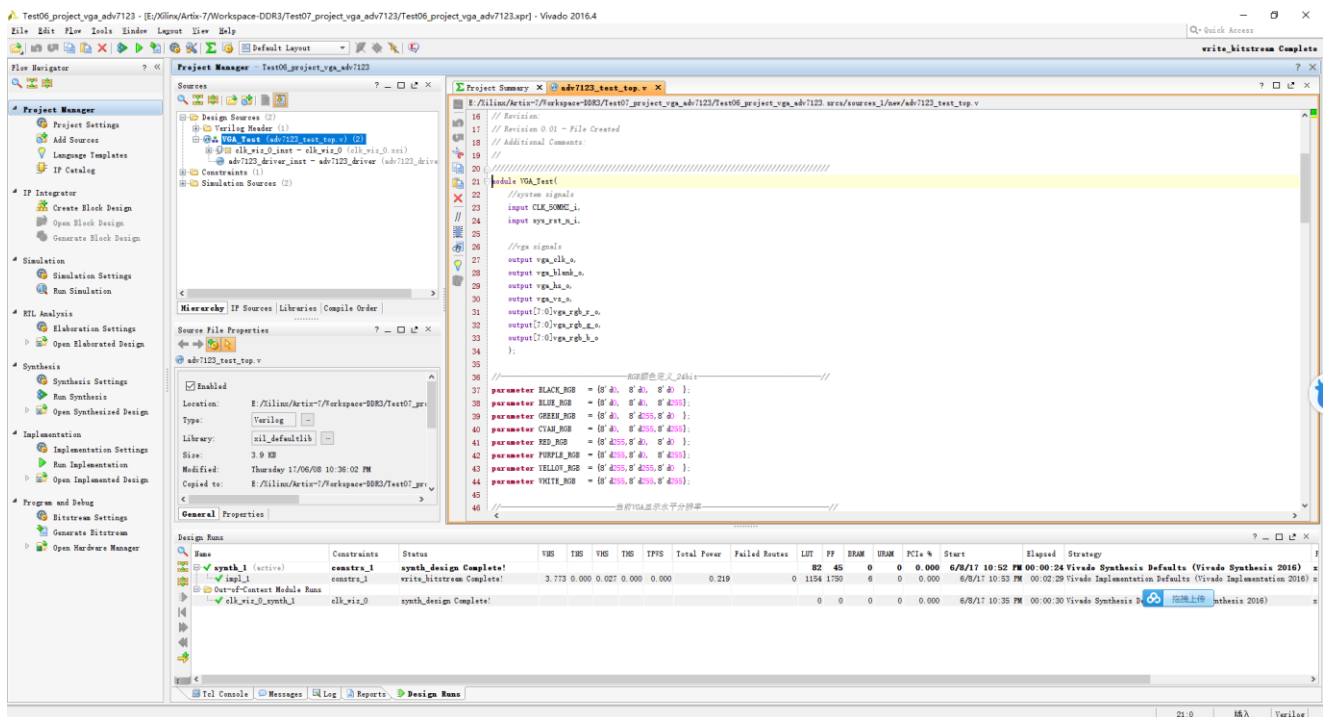 Test06_project_vga_adv7123 - [E:/Xilinx/Artix-7/Workspace-DDR3/Test07_project_vga_adv7123/Test06_project_vga_adv7123.xpr] - Vivado 2016.4
File Edit Flow Tools Window Layout View Help
Q- Quick Access
Default Layout
write_bitstream Complete
Flow Navigator
Project Manager
Project Settings
Add Sources
Language Templates
IP Catalog
IP Integrator
Create Block Design
Open Block Design
Generate Block Design
Simulation
Simulation Settings
Run Simulation
RTL Analysis
Elaboration Settings
Open Elaborated Design
Synthesis
Synthesis Settings
Run Synthesis
Open Synthesized Design
Implementation
Implementation Settings
Run Implementation
Open Implemented Design
Program and Debug
Bitstream Settings
Generate Bitstream
Open Hardware Manager
Project Manager - Test06_project_vga_adv7123
Sources
Design Sources (2)
Verilog Header (1)
VGA_Test (adv7123_test_top.v) (2)
clk_wiz_0_inst - clk_wiz_0 (clk_wiz_0.xci)
adv7123_driver_inst - adv7123_driver (adv7123_drive
Constraints (1)
Simulation Sources (2)
Hierarchy IP Sources Libraries Compile Order
Source File Properties
adv7123_test_top.v
Enabled
Location: E:/Xilinx/Artix-7/Workspace-DDR3/Test07_pro
Type: Verilog
Library: xil_defaultlib
Size: 3.9 KB
Modified: Thursday 17/06/08 10:36:02 PM
Copied to: E:/Xilinx/Artix-7/Workspace-DDR3/Test07_pro
General Properties
Project Summary adv7123_test_top.v
E:/Xilinx/Artix-7/Workspace-DDR3/Test07_project_vga_adv7123/Test06_project_vga_adv7123.srcs/sources_1/new/adv7123_test_top.v
16 // Revision:
17 // Revision 0.01 - File Created
18 // Additional Comments:
19 //
20 //////////////////////////////////////////////////////////////////////////////////
21 module VGA_Test(
22 //system signals
23 input CLK_50MHZ_i,
24 input sys_rst_n_i,
25
26 //vga signals
27 output vga_clk_o,
28 output vga_blank_o,
29 output vga_hs_o,
30 output vga_vs_o,
31 output[7:0]vga_rgb_r_o,
32 output[7:0]vga_rgb_g_o,
33 output[7:0]vga_rgb_b_o
34 );
35
36 //------------------------RGB颜色定义_24bit------------------------//
37 parameter BLACK_RGB = {8'd0, 8'd0, 8'd0 };
38 parameter BLUE_RGB = {8'd0, 8'd0, 8'd255};
39 parameter GREEN_RGB = {8'd0, 8'd255,8'd0 };
40 parameter CYAN_RGB = {8'd0, 8'd255,8'd255};
41 parameter RED_RGB = {8'd255,8'd0, 8'd0 };
42 parameter PURPLE_RGB = {8'd255,8'd0, 8'd255};
43 parameter YELLOW_RGB = {8'd255,8'd255,8'd0 };
44 parameter WHITE_RGB = {8'd255,8'd255,8'd255};
45
46 //------------------------当前VGA显示水平分辨率------------------------//
Design Runs
Name Constraints Status WNS TNS WHS THS TPWS Total Power Failed Routes LUT FF BRAM URAM PCIe % Start Elapsed Strategy
synth_1 (active) constrs_1 synth_design Complete! 82 45 0 0 0.000 6/8/17 10:52 PM 00:00:24 Vivado Synthesis Defaults (Vivado Synthesis 2016)
impl_1 constrs_1 write_bitstream Complete! 3.773 0.000 0.027 0.000 0.000 0.219 0 1154 1750 6 0 0.000 6/8/17 10:53 PM 00:02:29 Vivado Implementation Defaults (Vivado Implementation 2016)
Out-of-Context Module Runs
clk_wiz_0_synth_1 clk_wiz_0 synth_design Complete! 0 0 0 0 0.000 6/8/17 10:35 PM 00:00:30 Vivado Synthesis De 拖拽上传 nthesis 2016)
Tcl Console Messages Log Reports Design Runs
21:0 插入 Verilog